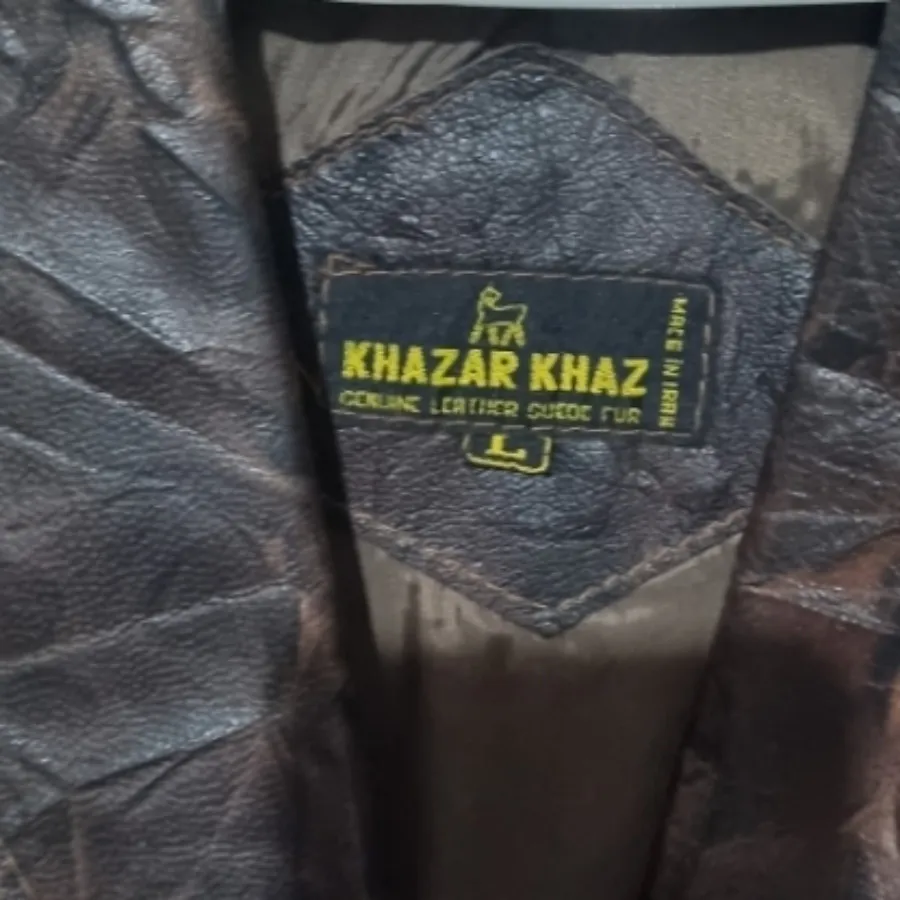 KHAZAR KHAZ
GENUINE LEATHER SUEDE FUR
MADE IN IRAN
L